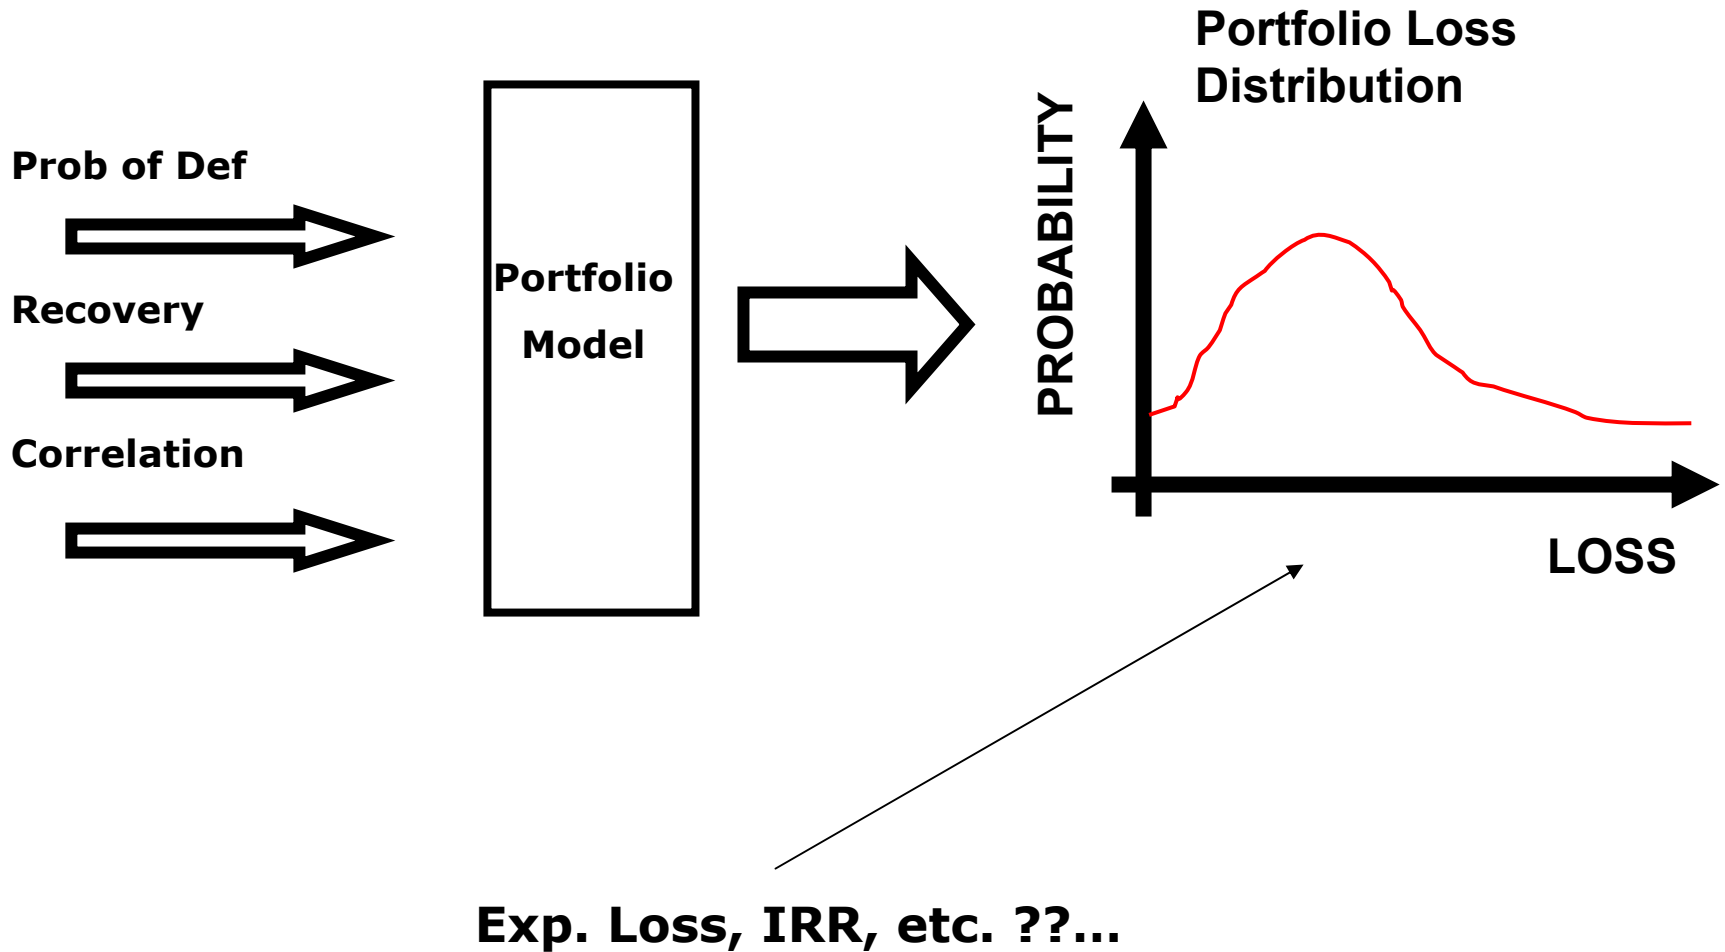 Portfolio Loss
Distribution
Prob of Def
Recovery
Correlation
Portfolio
Model
PROBABILITY
LOSS
Exp. Loss, IRR, etc. ??...